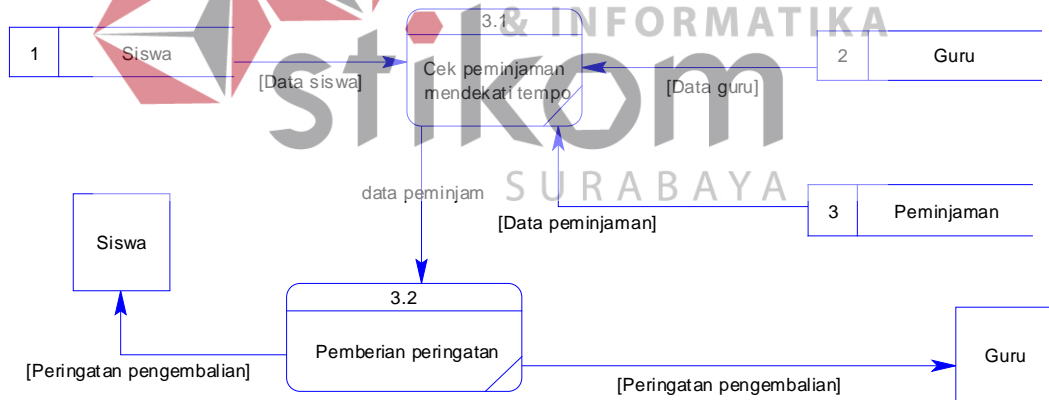 & INFORMATIKA
3.1
1
Siswa
2
Guru
Cek peminjaman
mendekati tempo
[Data siswa]
[Data guru]
stikom
data peminjam
SURABAYA
3
Peminjaman
[Data peminjaman]
Siswa
3.2
Pemberian peringatan
Guru
[Peringatan pengembalian]
[Peringatan pengembalian]